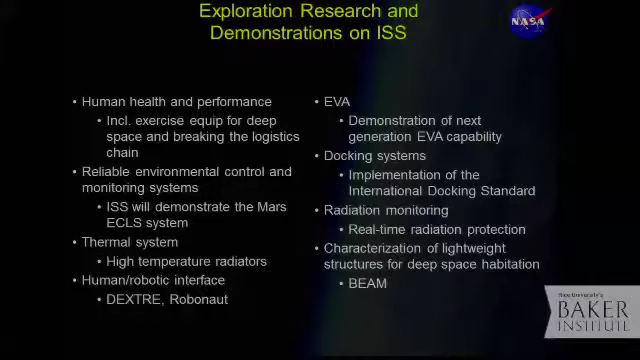 Exploration Research and
Demonstrations on ISS
NASA
• Human health and performance
• Incl. exercise equip for deep
space and breaking the logistics
chain
• Reliable environmental control and
monitoring systems
• ISS will demonstrate the Mars
ECLS system
• Thermal system
• High temperature radiators
• Human/robotic interface
• DEXTRE, Robonaut
• EVA
• Demonstration of next
generation EVA capability
• Docking systems
• Implementation of the
International Docking Standard
• Radiation monitoring
• Real-time radiation protection
• Characterization of lightweight
structures for deep space habitation
• BEAM
Rice University's
BAKER
INSTITUTE